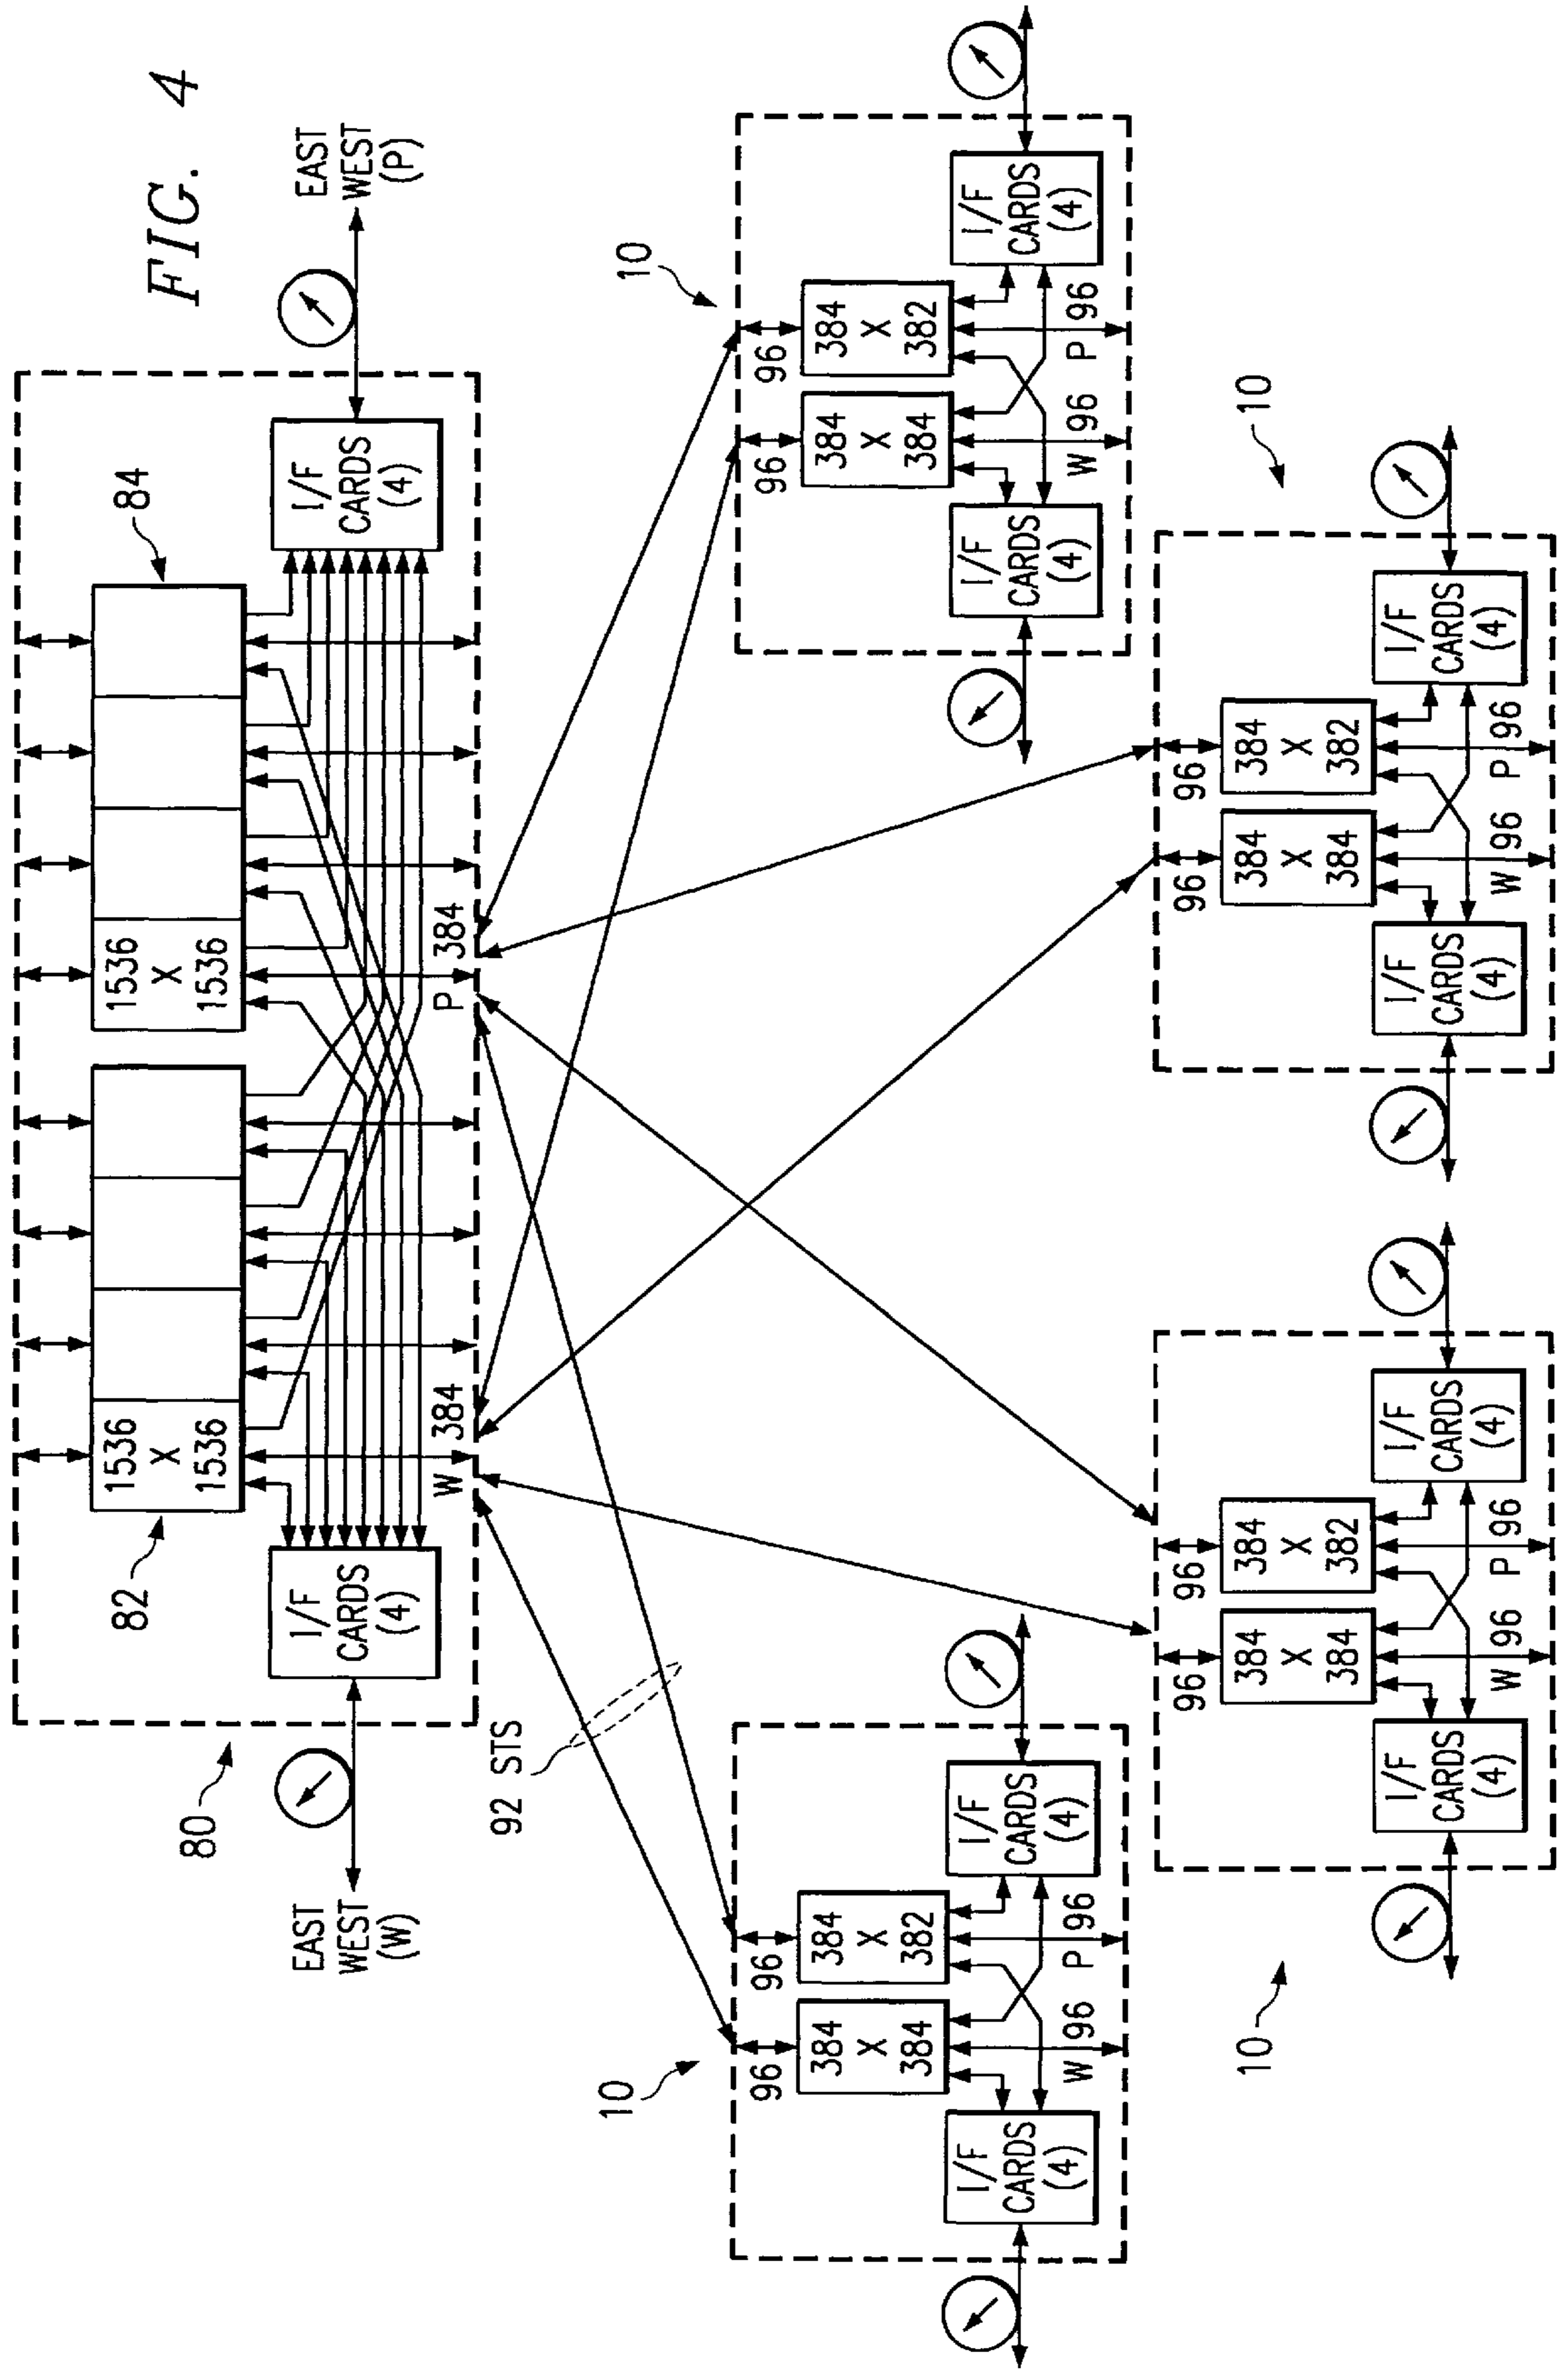 FIG. 4
80
82
84
1536
X
1536
1536
X
1536
EAST
WEST
(W)
I/F
CARDS
(4)
I/F
CARDS
(4)
EAST
WEST
(P)
W 384
P 384
92 STS
10
96
96
384
X
384
384
X
382
I/F
CARDS
(4)
W 96
P 96
I/F
CARDS
(4)
10
96
96
384
X
384
384
X
382
I/F
CARDS
(4)
W 96
P 96
I/F
CARDS
(4)
10
96
96
384
X
384
384
X
382
I/F
CARDS
(4)
W 96
P 96
I/F
CARDS
(4)
10
96
96
384
X
384
384
X
382
I/F
CARDS
(4)
W 96
P 96
I/F
CARDS
(4)